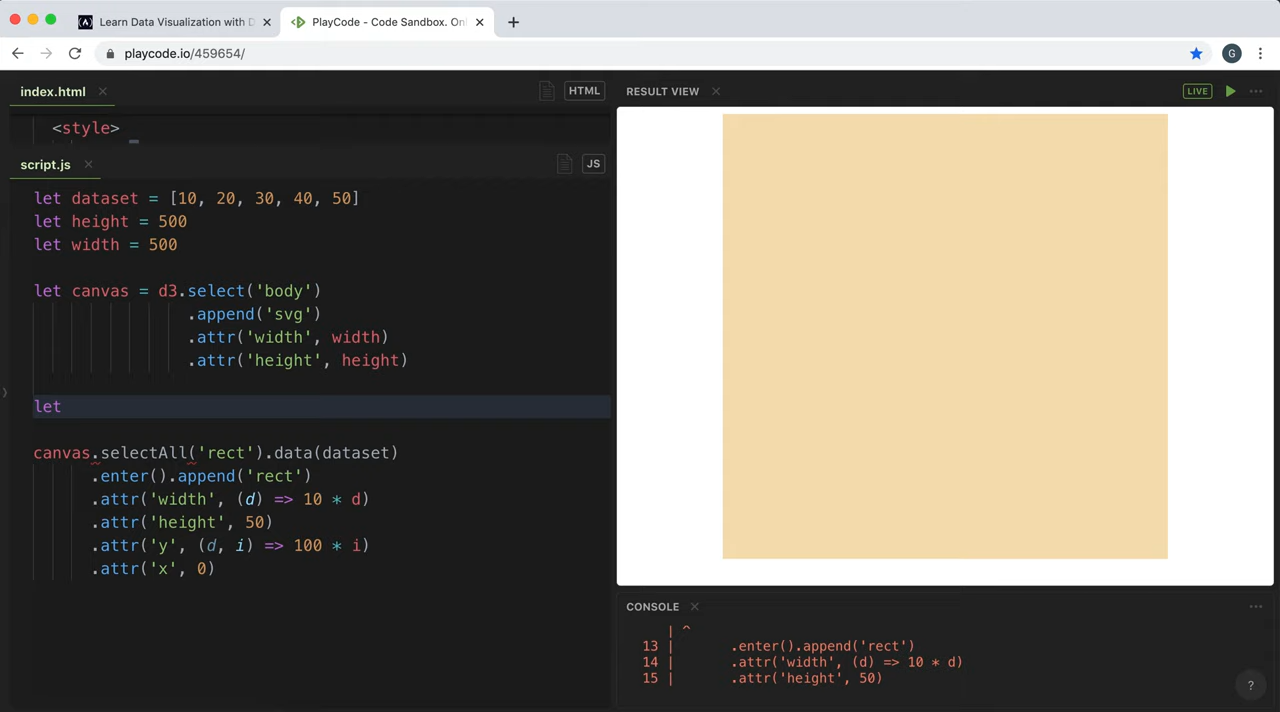 Learn Data Visualization with D
PlayCode - Code Sandbox. On
playcode.io/459654/
G
index.html
HTML
<style>
script.js
JS
let dataset = [10, 20, 30, 40, 50]
let height = 500
let width = 500
let canvas = d3.select('body')
.append('svg')
.attr('width', width)
.attr('height', height)
let
canvas.selectAll('rect').data(dataset)
.enter().append('rect')
.attr('width', (d) => 10 * d)
.attr('height', 50)
.attr('y', (d, i) => 100 * i)
.attr('x', 0)
RESULT VIEW
LIVE
CONSOLE
| ^
13 | .enter().append('rect')
14 | .attr('width', (d) => 10 * d)
15 | .attr('height', 50)
?